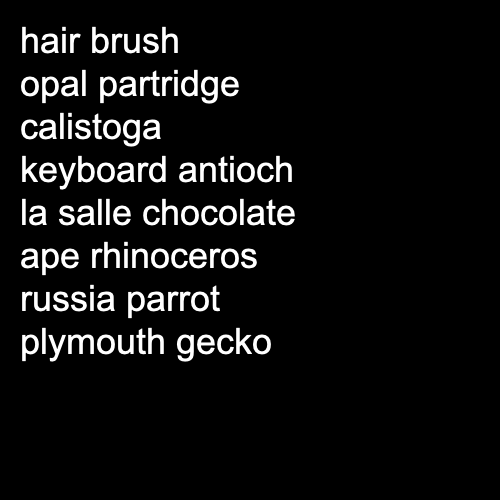 hair brush
opal partridge
calistoga
keyboard antioch
la salle chocolate
ape rhinoceros
russia parrot
plymouth gecko